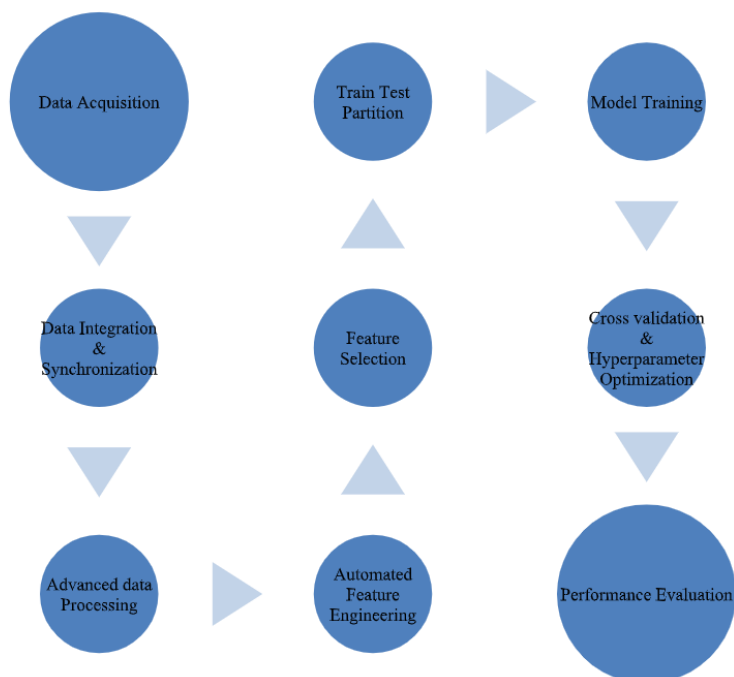 Data Acquisition
Data Integration
&
Synchronization
Advanced data
Processing
Automated
Feature
Engineering
Feature
Selection
Train Test
Partition
Model Training
Cross validation
&
Hyperparameter
Optimization
Performance Evaluation